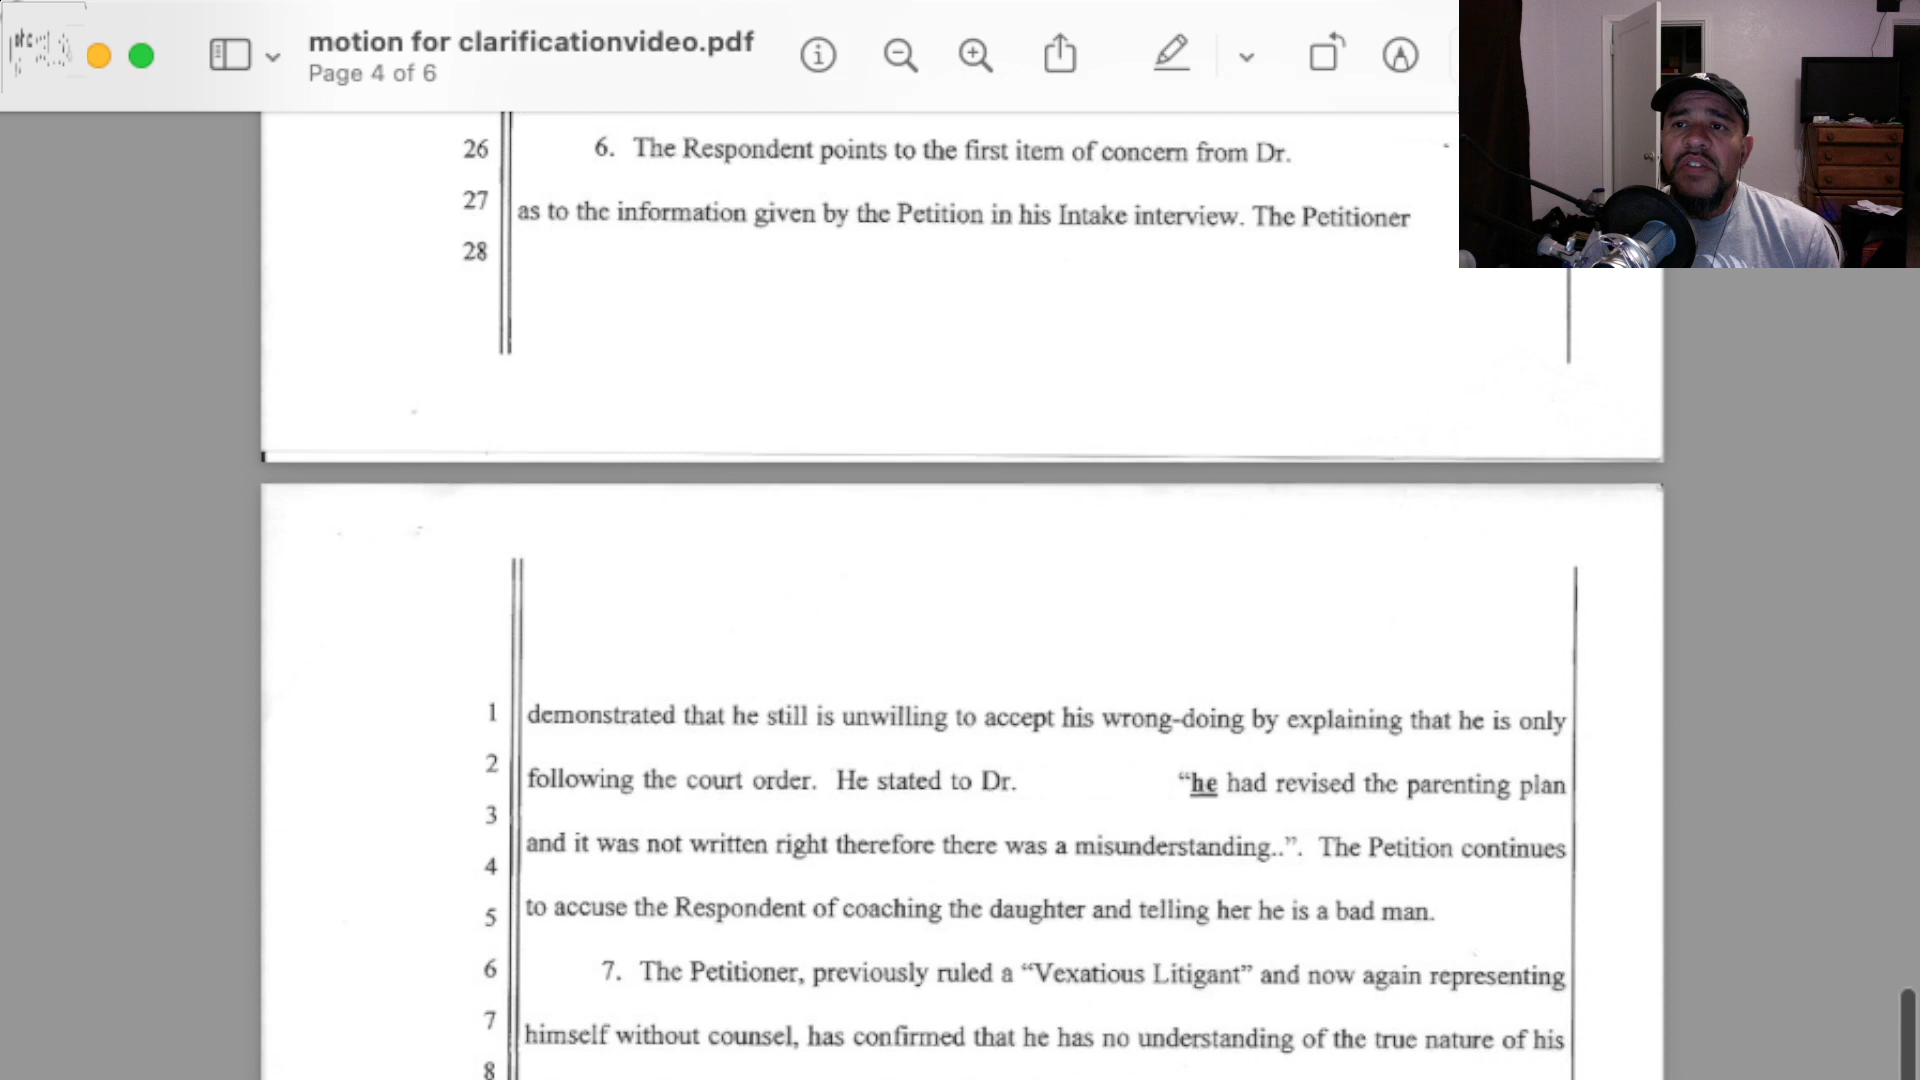 motion for clarificationvideo.pdf
Page 4 of 6
26 6. The Respondent points to the first item of concern from Dr.
27 as to the information given by the Petition in his Intake interview. The Petitioner
28
1 demonstrated that he still is unwilling to accept his wrong-doing by explaining that he is only
2 following the court order. He stated to Dr. “he had revised the parenting plan
3 and it was not written right therefore there was a misunderstanding..”. The Petition continues
4
5 to accuse the Respondent of coaching the daughter and telling her he is a bad man.
6 7. The Petitioner, previously ruled a “Vexatious Litigant” and now again representing
7 himself without counsel, has confirmed that he has no understanding of the true nature of his
8